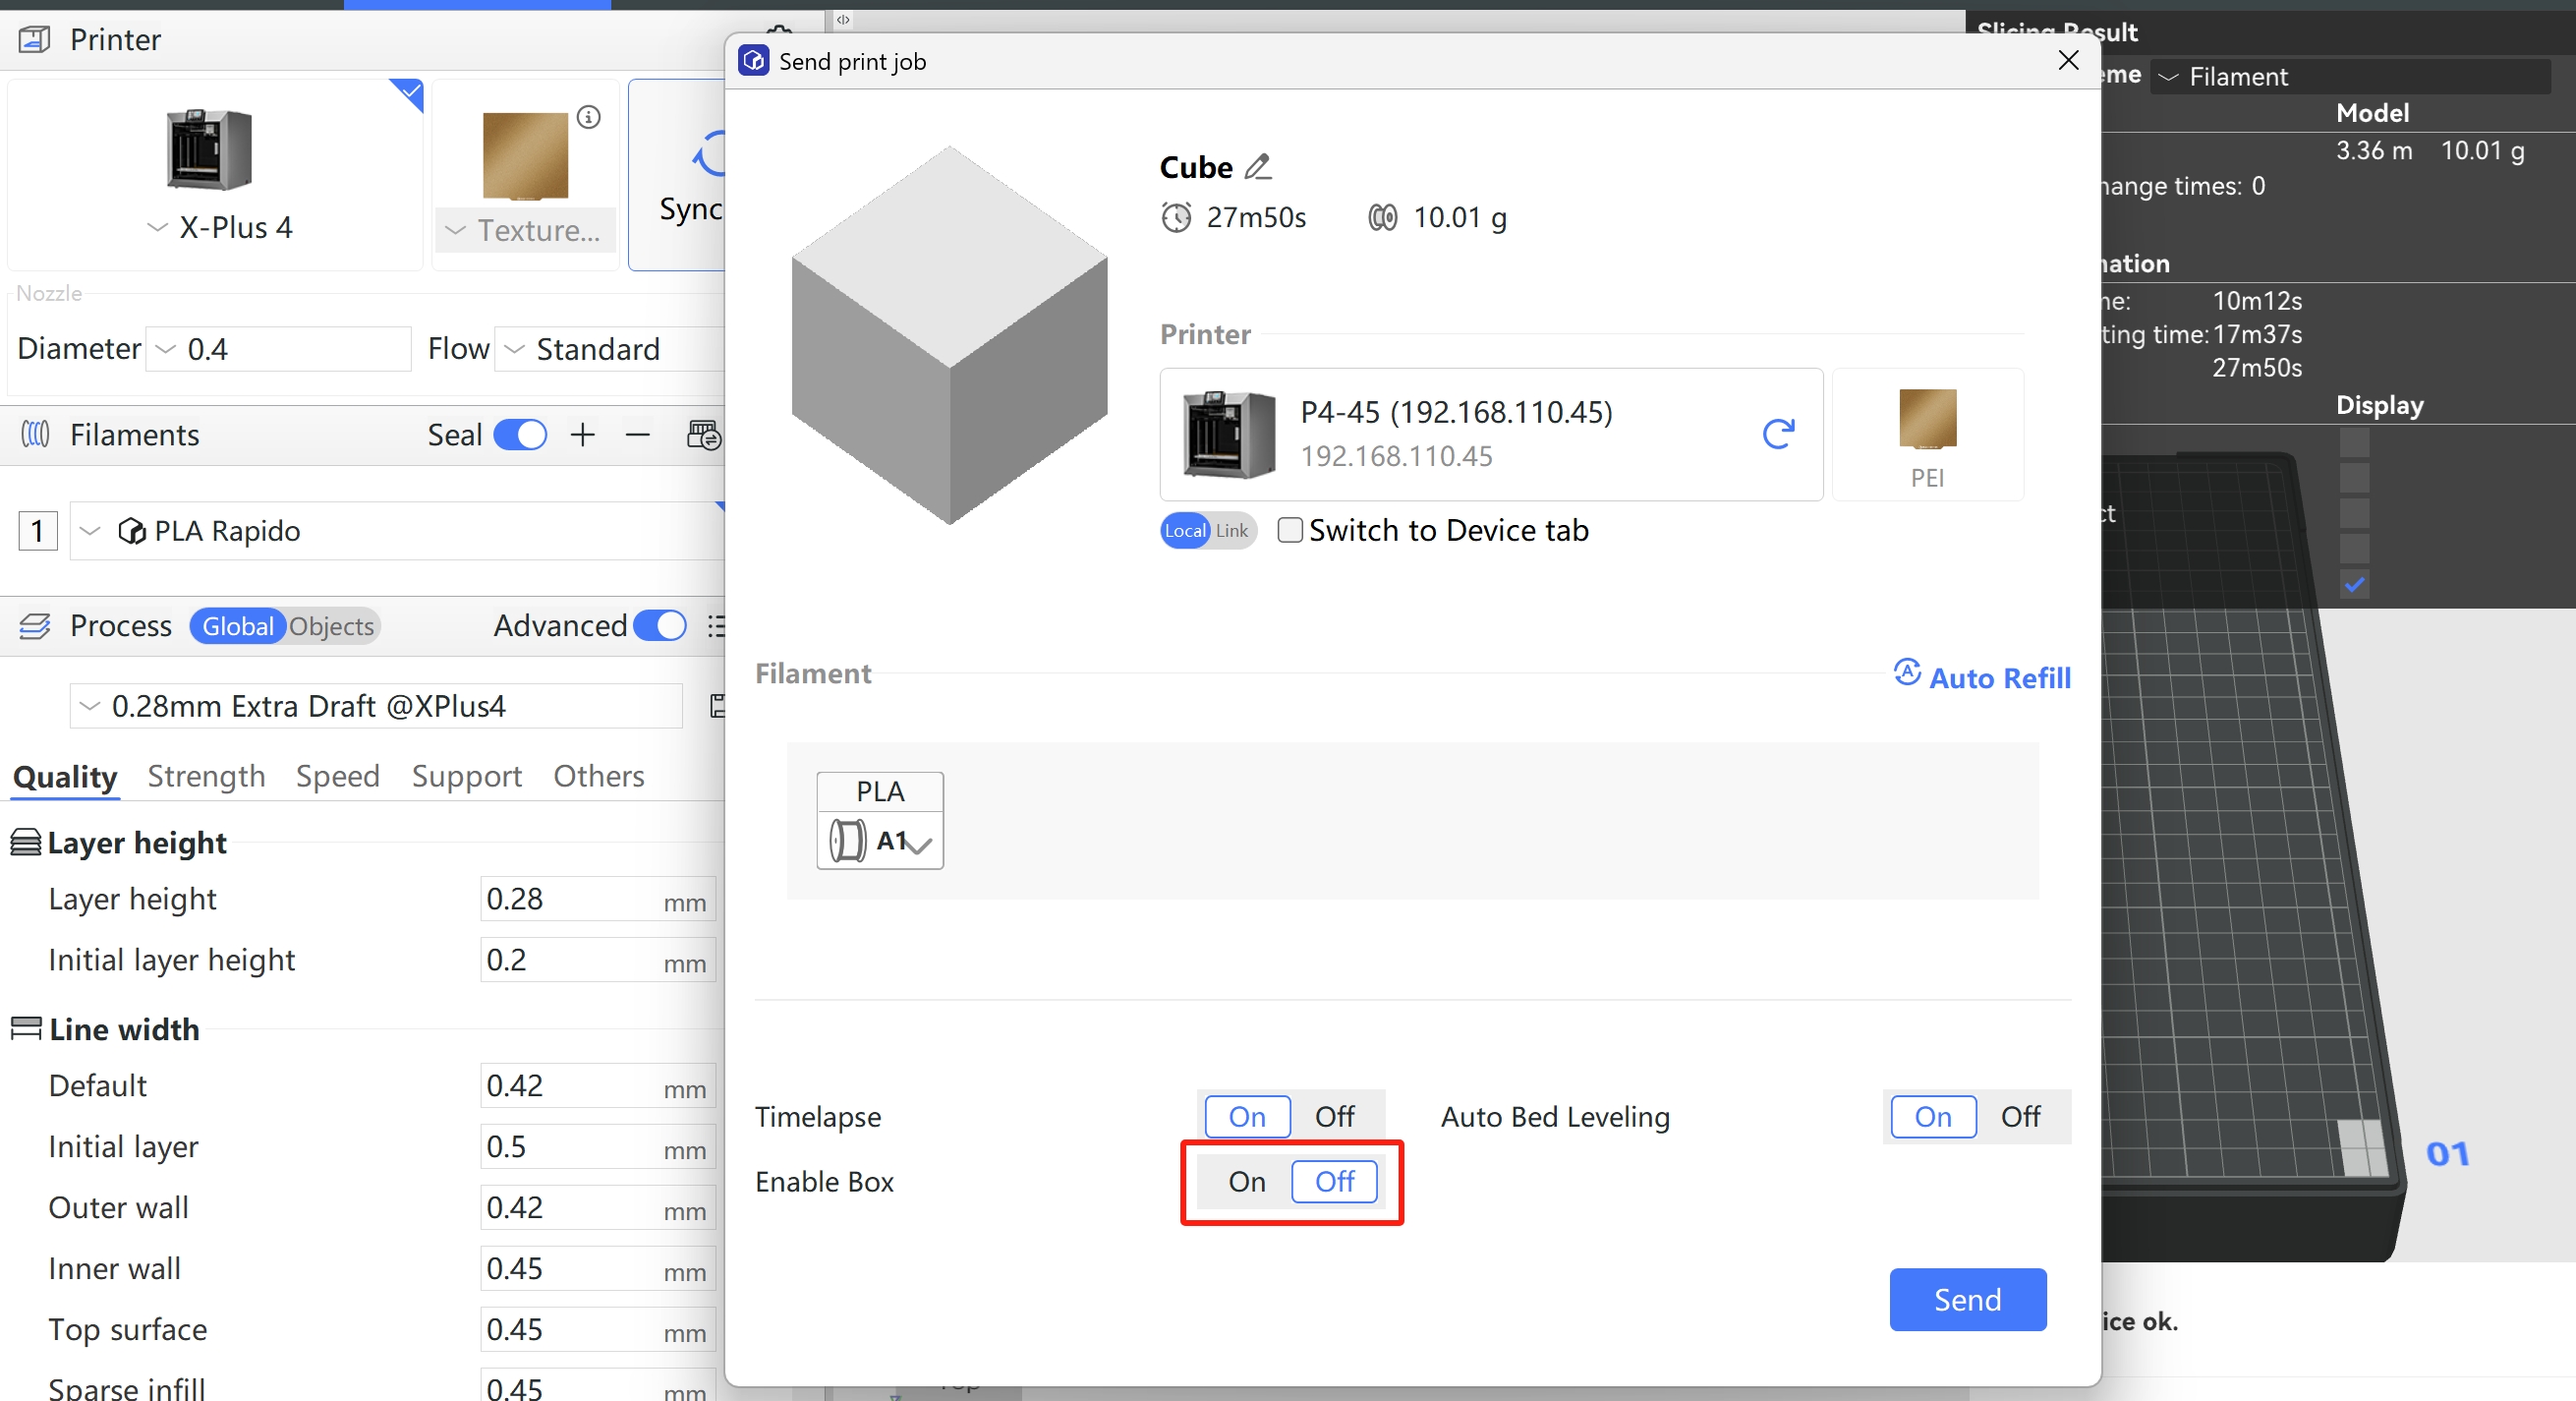 Printer
X-Plus 4
Texture...
Sync
Nozzle
Diameter 0.4 Flow Standard
Filaments Seal
1 PLA Rapido
Process Global Objects Advanced
0.28mm Extra Draft @XPlus4
Quality Strength Speed Support Others
Layer height
Layer height 0.28 mm
Initial layer height 0.2 mm
Line width
Default 0.42 mm
Initial layer 0.5 mm
Outer wall 0.42 mm
Inner wall 0.45 mm
Top surface 0.45 mm
Sparse infill 0.45 mm
Send print job
Cube
27m50s 10.01 g
Printer
P4-45 (192.168.110.45)
192.168.110.45
PEI
Local Link Switch to Device tab
Filament Auto Refill
PLA
A1
Timelapse On Off Auto Bed Leveling On Off
Enable Box On Off
Send
Slicing Result
Filament
Model
3.36 m 10.01 g
hange times: 0
ation
10m12s
ting time: 17m37s
27m50s
Display
01
ice ok.